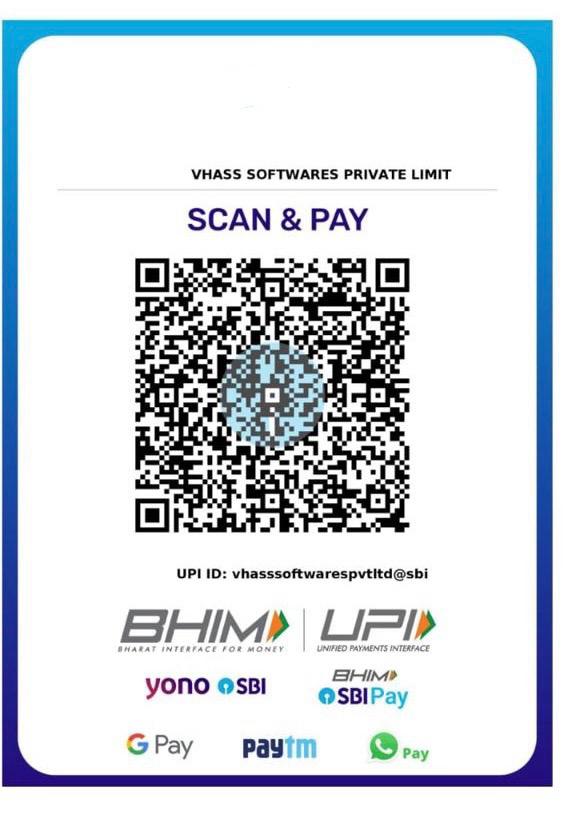 VHASS SOFTWARES PRIVATE LIMIT
SCAN & PAY
UPI ID: vhasssoftwarespvtltd@sbi
BHIM UPI
BHARAT INTERFACE FOR MONEY UNIFIED PAYMENTS INTERFACE
yono SBI
BHIM
SBI Pay
G Pay paytm Pay